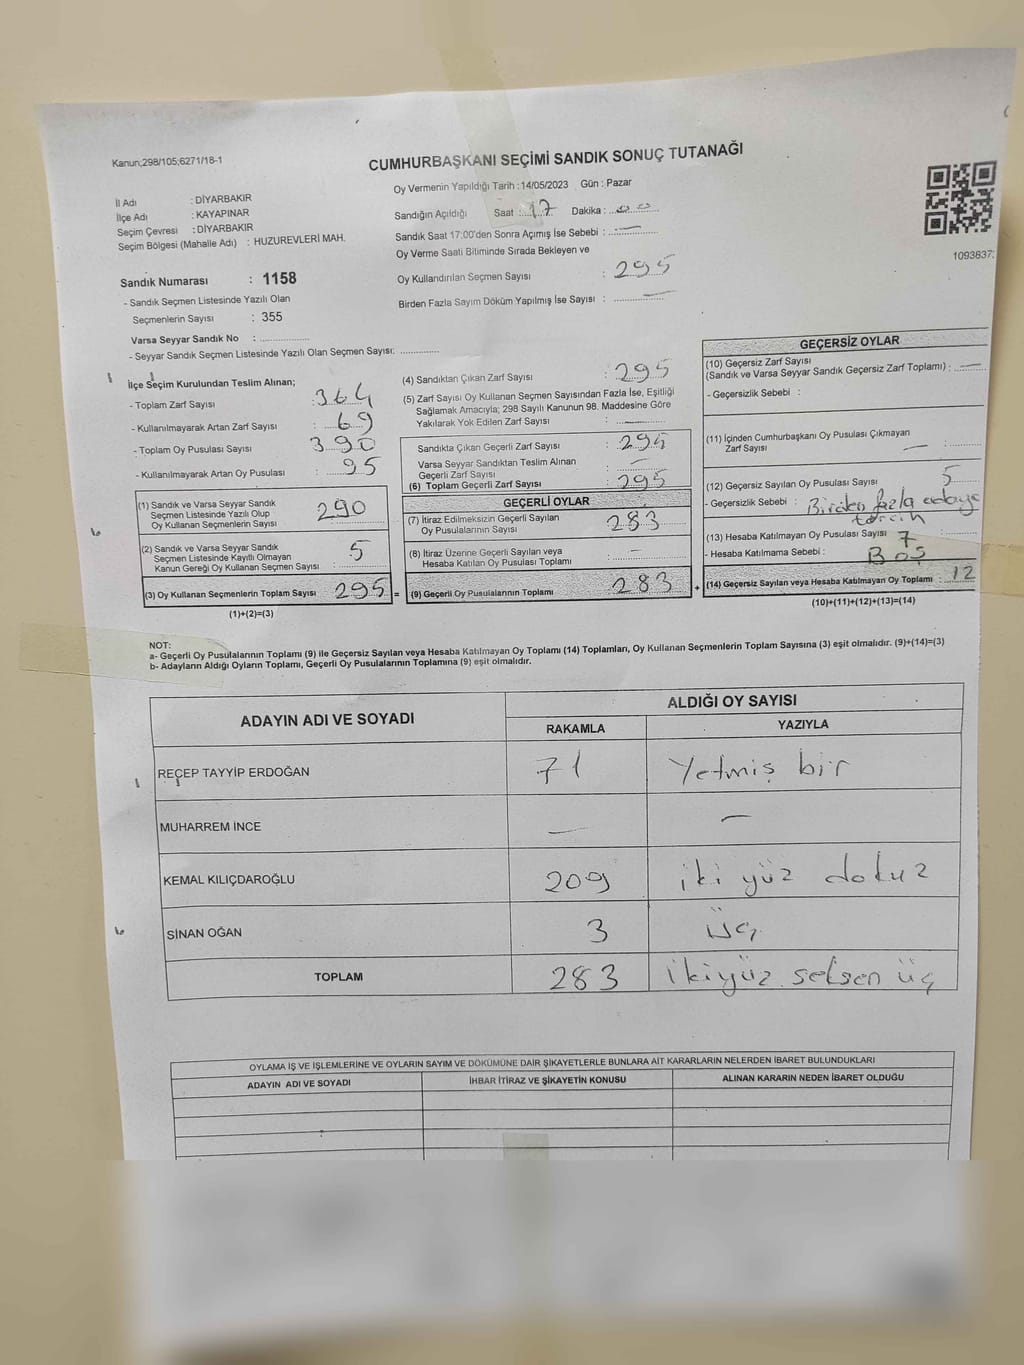 Kanun;298/105;6271/18-1
CUMHURBAŞKANI SEÇİMİ SANDIK SONUÇ TUTANAĞI
İl Adı : DİYARBAKIR
İlçe Adı : KAYAPINAR
Seçim Çevresi : DİYARBAKIR
Seçim Bölgesi (Mahalle Adı) : HUZUREVLERİ MAH.
Sandık Numarası : 1158
- Sandık Seçmen Listesinde Yazılı Olan
Seçmenlerin Sayısı : 355
Varsa Seyyar Sandık No :
- Seyyar Sandık Seçmen Listesinde Yazılı Olan Seçmen Sayısı:
Oy Vermenin Yapıldığı Tarih : 14/05/2023 Gün : Pazar
Sandığın Açıldığı Saat : 17 Dakika : 00
Sandık Saat 17:00'den Sonra Açımış İse Sebebi : —
Oy Verme Saati Bitiminde Sırada Bekleyen ve
Oy Kullandırılan Seçmen Sayısı : 295
Birden Fazla Sayım Döküm Yapılmış İse Sayısı : —
1093637:
İlçe Seçim Kurulundan Teslim Alınan;
- Toplam Zarf Sayısı : 364
- Kullanılmayarak Artan Zarf Sayısı : 69
- Toplam Oy Pusulası Sayısı : 390
- Kullanılmayarak Artan Oy Pusulası : 95
(1) Sandık ve Varsa Seyyar Sandık
Seçmen Listesinde Yazılı Olup
Oy Kullanan Seçmenlerin Sayısı 290
(2) Sandık ve Varsa Seyyar Sandık
Seçmen Listesinde Kayıtlı Olmayan
Kanun Gereği Oy Kullanan Seçmen Sayısı : 5
(3) Oy Kullanan Seçmenlerin Toplam Sayısı 295 =
(1)+(2)=(3)
(4) Sandıktan Çıkan Zarf Sayısı : 295
(5) Zarf Sayısı Oy Kullanan Seçmen Sayısından Fazla İse, Eşitliği
Sağlamak Amacıyla; 298 Sayılı Kanunun 98. Maddesine Göre
Yakılarak Yok Edilen Zarf Sayısı : —
Sandıkta Çıkan Geçerli Zarf Sayısı : 295
Varsa Seyyar Sandıktan Teslim Alınan
Geçerli Zarf Sayısı : —
(6) Toplam Geçerli Zarf Sayısı : 295
GEÇERLİ OYLAR
(7) İtiraz Edilmeksizin Geçerli Sayılan
Oy Pusulalarının Sayısı : 283
(8) İtiraz Üzerine Geçerli Sayılan veya
Hesaba Katılan Oy Pusulası Toplamı : —
(9) Geçerli Oy Pusulalarının Toplamı : 283 +
GEÇERSİZ OYLAR
(10) Geçersiz Zarf Sayısı
(Sandık ve Varsa Seyyar Sandık Geçersiz Zarf Toplamı) : —
- Geçersizlik Sebebi :
(11) İçinden Cumhurbaşkanı Oy Pusulası Çıkmayan
Zarf Sayısı — :
(12) Geçersiz Sayılan Oy Pusulası Sayısı : 5
- Geçersizlik Sebebi : Birden fazla
tercih
(13) Hesaba Katılmayan Oy Pusulası Sayısı 7
- Hesaba Katılmama Sebebi : BOŞ
(14) Geçersiz Sayılan veya Hesaba Katılmayan Oy Toplamı : 12
(10)+(11)+(12)+(13)=(14)
NOT:
a- Geçerli Oy Pusulalarının Toplamı (9) ile Geçersiz Sayılan veya Hesaba Katılmayan Oy Toplamı (14) Toplamları, Oy Kullanan Seçmenlerin Toplam Sayısına (3) eşit olmalıdır. (9)+(14)=(3)
b- Adayların Aldığı Oyların Toplamı, Geçerli Oy Pusulalarının Toplamına (9) eşit olmalıdır.
ADAYIN ADI VE SOYADI
ALDIĞI OY SAYISI
RAKAMLA YAZIYLA
RECEP TAYYİP ERDOĞAN 71 Yetmiş bir
MUHARREM İNCE — —
KEMAL KILIÇDAROĞLU 209 iki yüz dokuz
SİNAN OĞAN 3 üç
TOPLAM 283 ikiyüz seksen üç
OYLAMA İŞ VE İŞLEMLERİNE VE OYLARIN SAYIM VE DÖKÜMÜNE DAİR ŞİKAYETLERLE BUNLARA AİT KARARLARIN NELERDEN İBARET BULUNDUKLARI
ADAYIN ADI VE SOYADI İHBAR İTİRAZ VE ŞİKAYETİN KONUSU ALINAN KARARIN NEDEN İBARET OLDUĞU